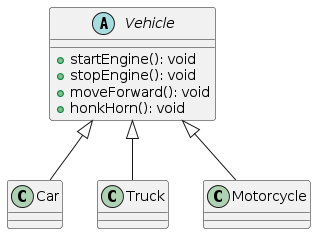 A Vehicle
startEngine(): void
stopEngine(): void
moveForward(): void
honkHorn(): void
C Car
C Truck
C Motorcycle